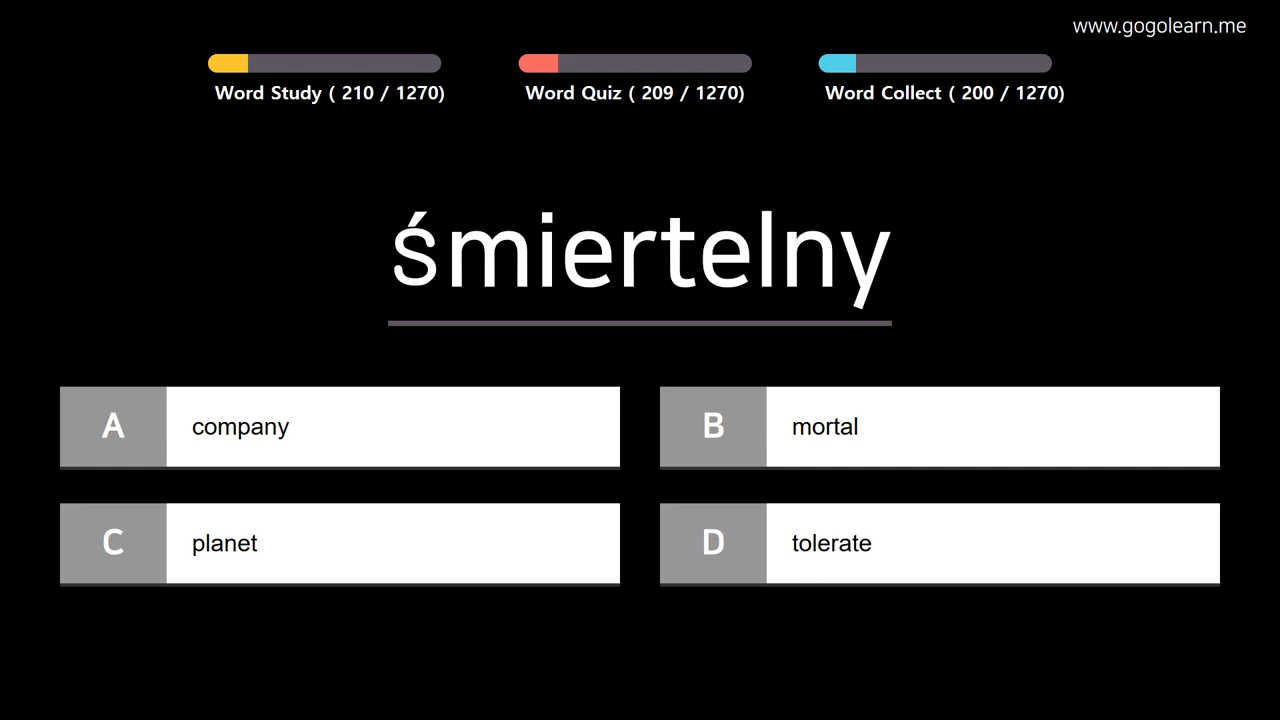 www.gogolearn.me
Word Study ( 210 / 1270)
Word Quiz ( 209 / 1270)
Word Collect ( 200 / 1270)
śmiertelny
A company
B mortal
C planet
D tolerate